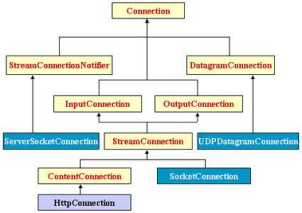 Connection
StreamConnectionNotifier
DatagramConnection
InputConnection
OutputConnection
ServerSocketConnection
StreamConnection
UDPDatagramConnection
ContentConnection
SocketConnection
HttpConnection